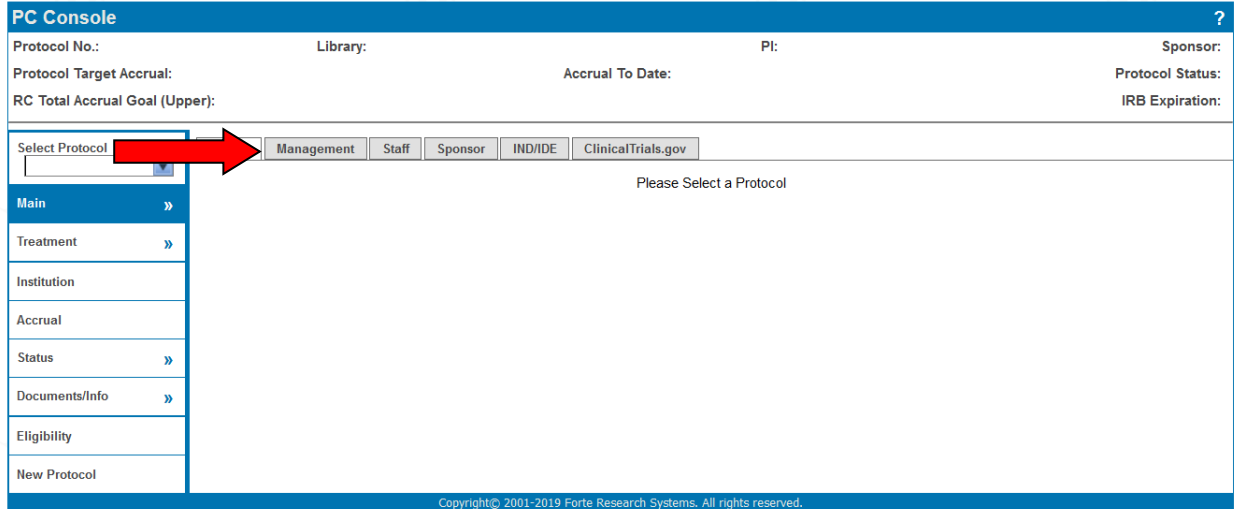 PC Console ?
Protocol No.: Library: PI: Sponsor:
Protocol Target Accrual: Accrual To Date: Protocol Status:
RC Total Accrual Goal (Upper): IRB Expiration:
Select Protocol
Management Staff Sponsor IND/IDE ClinicalTrials.gov
Please Select a Protocol
Main »
Treatment »
Institution
Accrual
Status »
Documents/Info »
Eligibility
New Protocol
Copyright© 2001-2019 Forte Research Systems. All rights reserved.